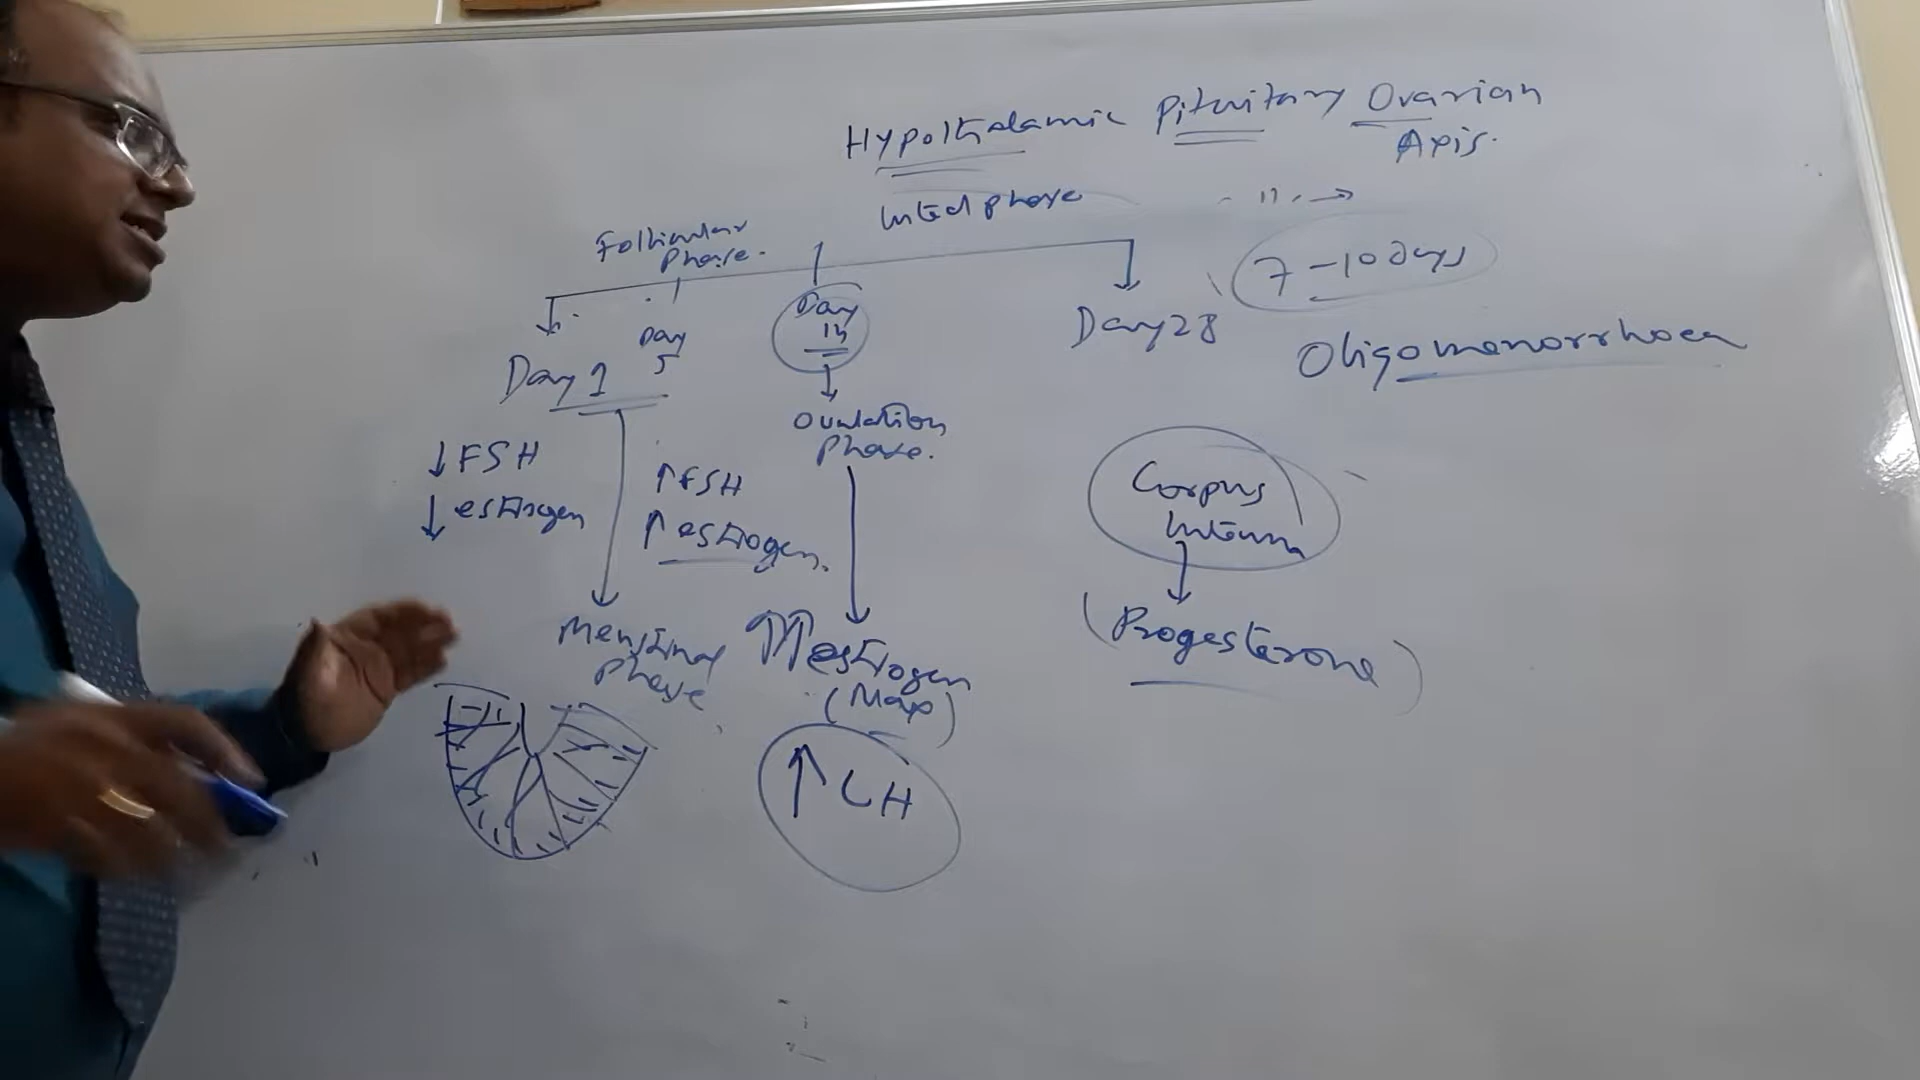 Hypothalamic Pituitary Ovarian
Axis.
Luteal phase
Follicular
Phase.
7-10 days
Day 1
Day
5
Day
14
Day 28
Oligomenorrhoea
Ovulation
Phase.
↓ FSH
↓ estrogen
↑ FSH
↑ estrogen.
Corpus
luteum
(Progesterone)
Menstrual
Phase
↑↑ estrogen
(Max)
↑ LH